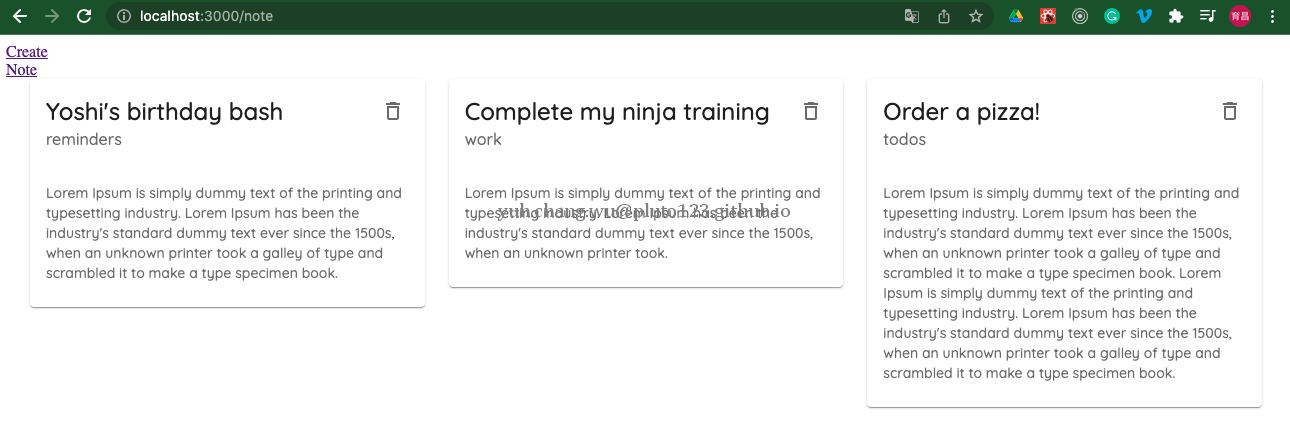 localhost:3000/note
育昌
Create
Note
Yoshi's birthday bash
reminders
Lorem Ipsum is simply dummy text of the printing and
typesetting industry. Lorem Ipsum has been the
industry's standard dummy text ever since the 1500s,
when an unknown printer took a galley of type and
scrambled it to make a type specimen book.
Complete my ninja training
work
Lorem Ipsum is simply dummy text of the printing and
typesetting industry. Lorem Ipsum has been the
industry's standard dummy text ever since the 1500s,
when an unknown printer took.
yuh.chang.wu@pluto123.github.io
Order a pizza!
todos
Lorem Ipsum is simply dummy text of the printing and
typesetting industry. Lorem Ipsum has been the
industry's standard dummy text ever since the 1500s,
when an unknown printer took a galley of type and
scrambled it to make a type specimen book. Lorem
Ipsum is simply dummy text of the printing and
typesetting industry. Lorem Ipsum has been the
industry's standard dummy text ever since the 1500s,
when an unknown printer took a galley of type and
scrambled it to make a type specimen book.